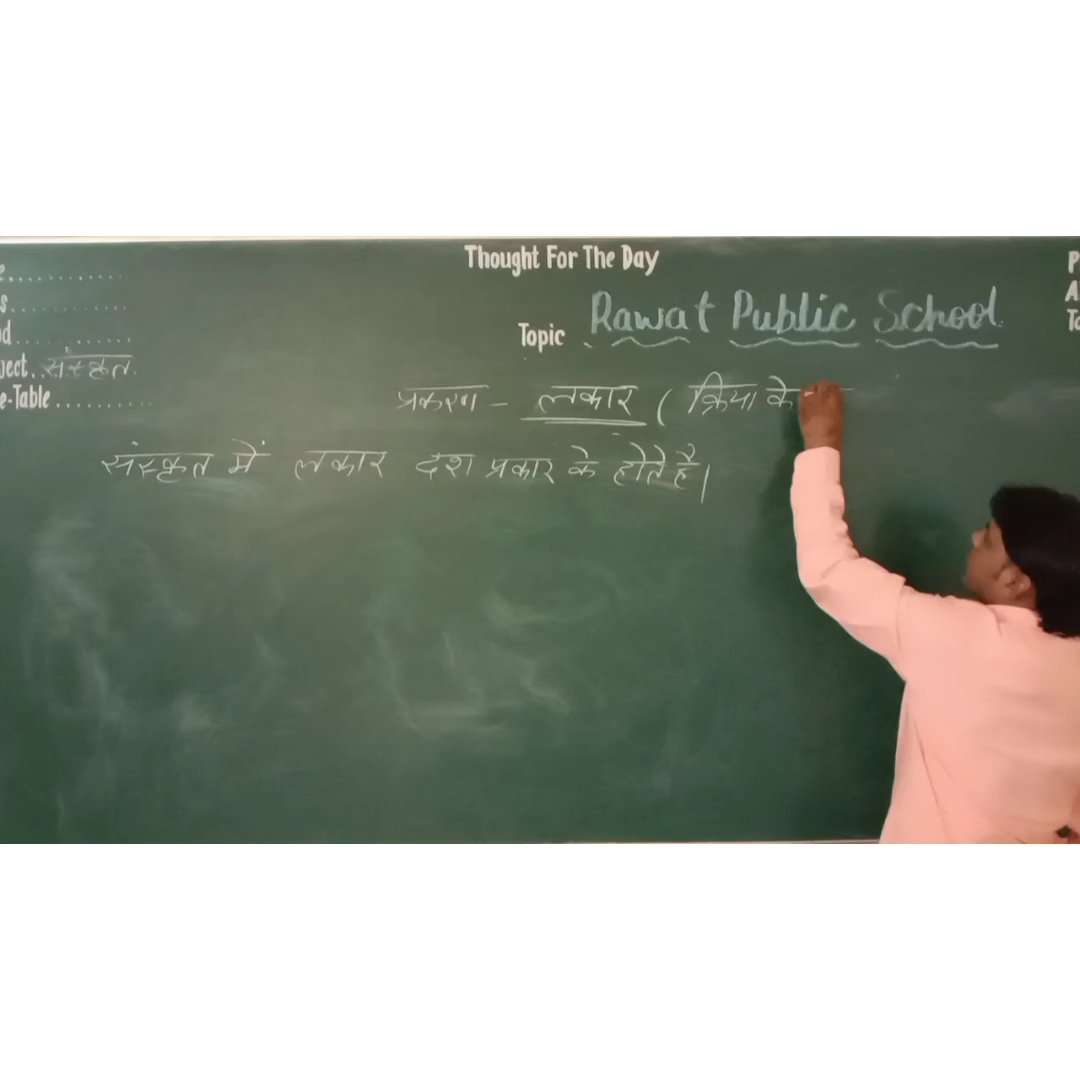 Thought For The Day
Topic Rawat Public School
ject. संस्कृत.
e-Table
प्रकरण - लकार ( क्रिया के
संस्कृत में लकार दश प्रकार के होते है।